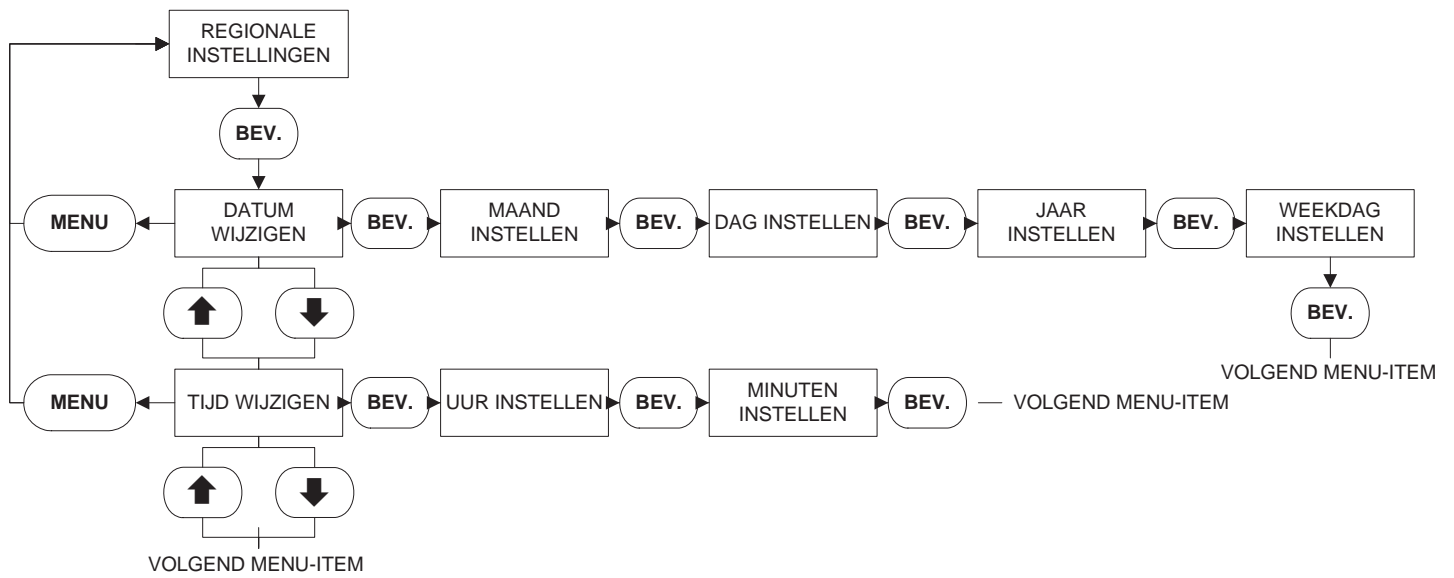 REGIONALE
INSTELLINGEN
BEV.
MENU
DATUM
WIJZIGEN
BEV.
MAAND
INSTELLEN
BEV.
DAG INSTELLEN
BEV.
JAAR
INSTELLEN
BEV.
WEEKDAG
INSTELLEN
BEV.
VOLGEND MENU-ITEM
MENU
TIJD WIJZIGEN
BEV.
UUR INSTELLEN
BEV.
MINUTEN
INSTELLEN
BEV.
VOLGEND MENU-ITEM
VOLGEND MENU-ITEM